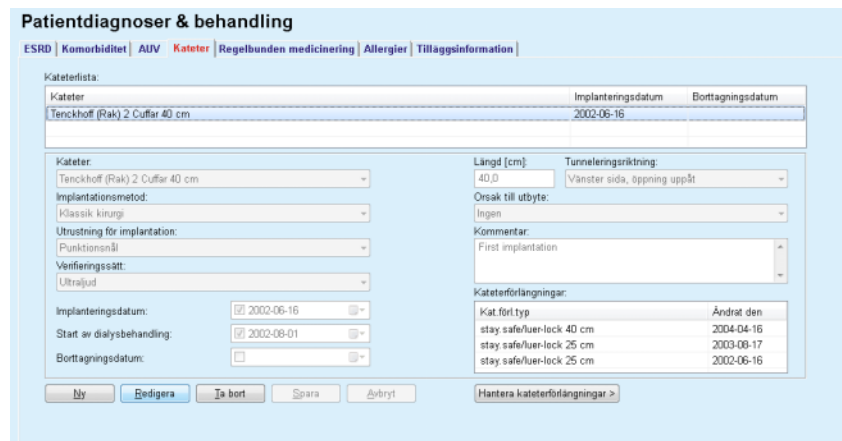 Patientdiagnoser & behandling
ESRD Komorbiditet AUV Kateter Regelbunden medicinering Allergier Tilläggsinformation
Kateterlista:
Kateter Implanteringsdatum Borttagningsdatum
Tenckhoff (Rak) 2 Cuffar 40 cm 2002-06-16
Kateter: Längd [cm]: Tunneleringsriktning:
Tenckhoff (Rak) 2 Cuffar 40 cm 40,0 Vänster sida, öppning uppåt
Implantationsmetod: Orsak till utbyte:
Klassik kirurgi Ingen
Utrustning för implantation: Kommentar:
Punktionsnål First implantation
Verifieringssätt:
Ultraljud
Kateterförlängningar:
Implanteringsdatum: 2002-06-16 Kat.förl.typ Ändrat den
Start av dialysbehandling: 2002-08-01 stay.safe/luer-lock 40 cm 2004-04-16
stay.safe/luer-lock 25 cm 2003-08-17
Borttagningsdatum: stay.safe/luer-lock 25 cm 2002-06-16
Ny Redigera Ta bort Spara Avbryt Hantera kateterförlängningar >